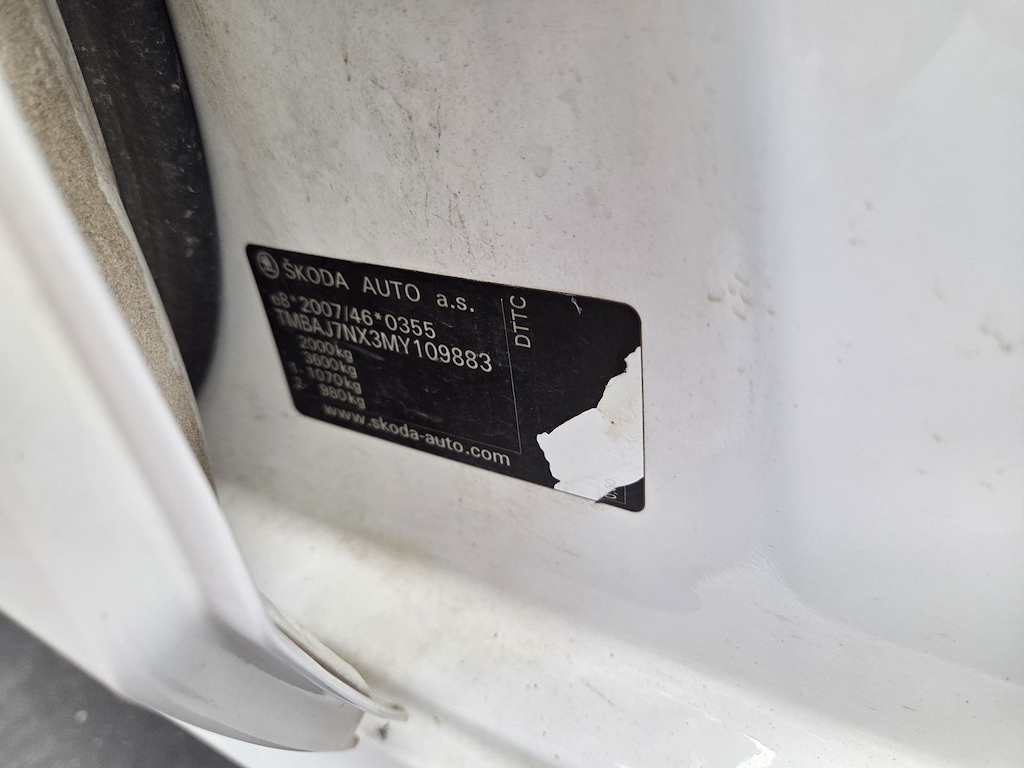 ŠKODA AUTO a.s.
e8*2007/46*0355
TMBAJ7NX3MY109883
2000kg
3600kg
1- 1070kg
2- 980kg
www.skoda-auto.com
DTTC